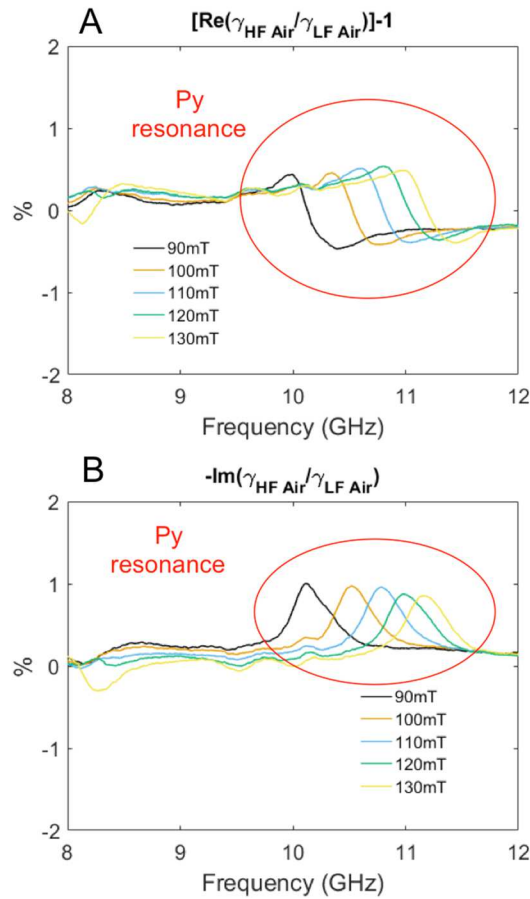 A
[Re(γHF Air/γLF Air)]-1
2
1
0
-1
-2
%
Py
resonance
90mT
100mT
110mT
120mT
130mT
8
9
10
11
12
Frequency (GHz)
B
-Im(γHF Air/γLF Air)
2
1
0
-1
-2
%
Py
resonance
90mT
100mT
110mT
120mT
130mT
8
9
10
11
12
Frequency (GHz)